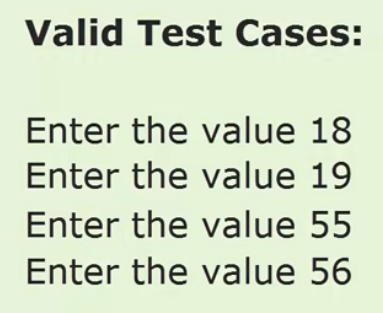 Valid Test Cases:
Enter the value 18
Enter the value 19
Enter the value 55
Enter the value 56